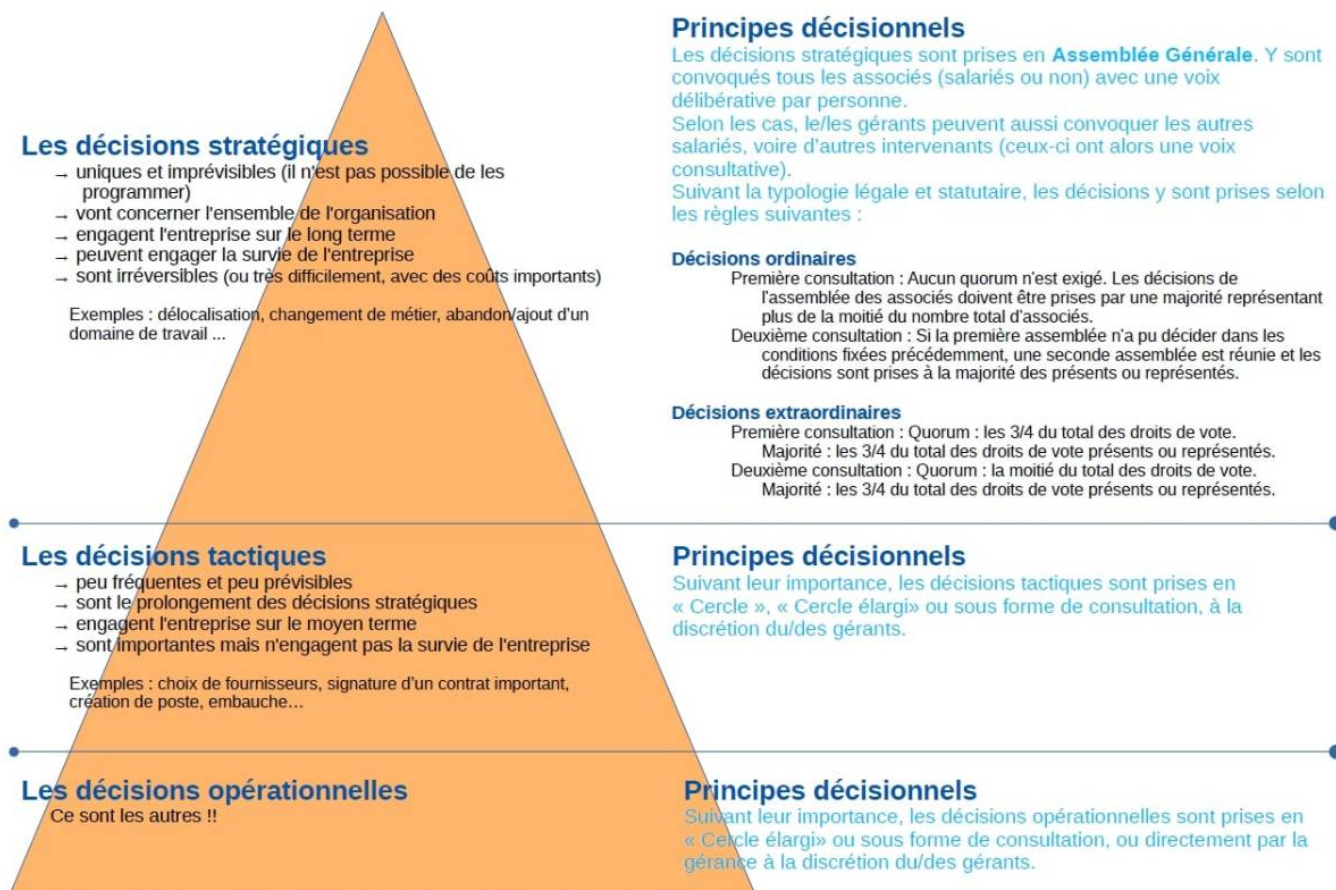 Les décisions stratégiques
→ uniques et imprévisibles (il n'est pas possible de les
programmer)
→ vont concerner l'ensemble de l'organisation
→ engagent l'entreprise sur le long terme
→ peuvent engager la survie de l'entreprise
→ sont irréversibles (ou très difficilement, avec des coûts importants)
Exemples : délocalisation, changement de métier, abandon/ajout d'un
domaine de travail ...
Principes décisionnels
Les décisions stratégiques sont prises en Assemblée Générale. Y sont
convoqués tous les associés (salariés ou non) avec une voix
délibérative par personne.
Selon les cas, le/les gérants peuvent aussi convoquer les autres
salariés, voire d'autres intervenants (ceux-ci ont alors une voix
consultative).
Suivant la typologie légale et statutaire, les décisions y sont prises selon
les règles suivantes :
Décisions ordinaires
Première consultation : Aucun quorum n'est exigé. Les décisions de
l'assemblée des associés doivent être prises par une majorité représentant
plus de la moitié du nombre total d'associés.
Deuxième consultation : Si la première assemblée n'a pu décider dans les
conditions fixées précédemment, une seconde assemblée est réunie et les
décisions sont prises à la majorité des présents ou représentés.
Décisions extraordinaires
Première consultation : Quorum : les 3/4 du total des droits de vote.
Majorité : les 3/4 du total des droits de vote présents ou représentés.
Deuxième consultation : Quorum : la moitié du total des droits de vote.
Majorité : les 3/4 du total des droits de vote présents ou représentés.
Les décisions tactiques
→ peu fréquentes et peu prévisibles
→ sont le prolongement des décisions stratégiques
→ engagent l'entreprise sur le moyen terme
→ sont importantes mais n'engagent pas la survie de l'entreprise
Exemples : choix de fournisseurs, signature d'un contrat important,
création de poste, embauche…
Principes décisionnels
Suivant leur importance, les décisions tactiques sont prises en
« Cercle », « Cercle élargi» ou sous forme de consultation, à la
discrétion du/des gérants.
Les décisions opérationnelles
Ce sont les autres !!
Principes décisionnels
Suivant leur importance, les décisions opérationnelles sont prises en
« Cercle élargi» ou sous forme de consultation, ou directement par la
gérance à la discrétion du/des gérants.